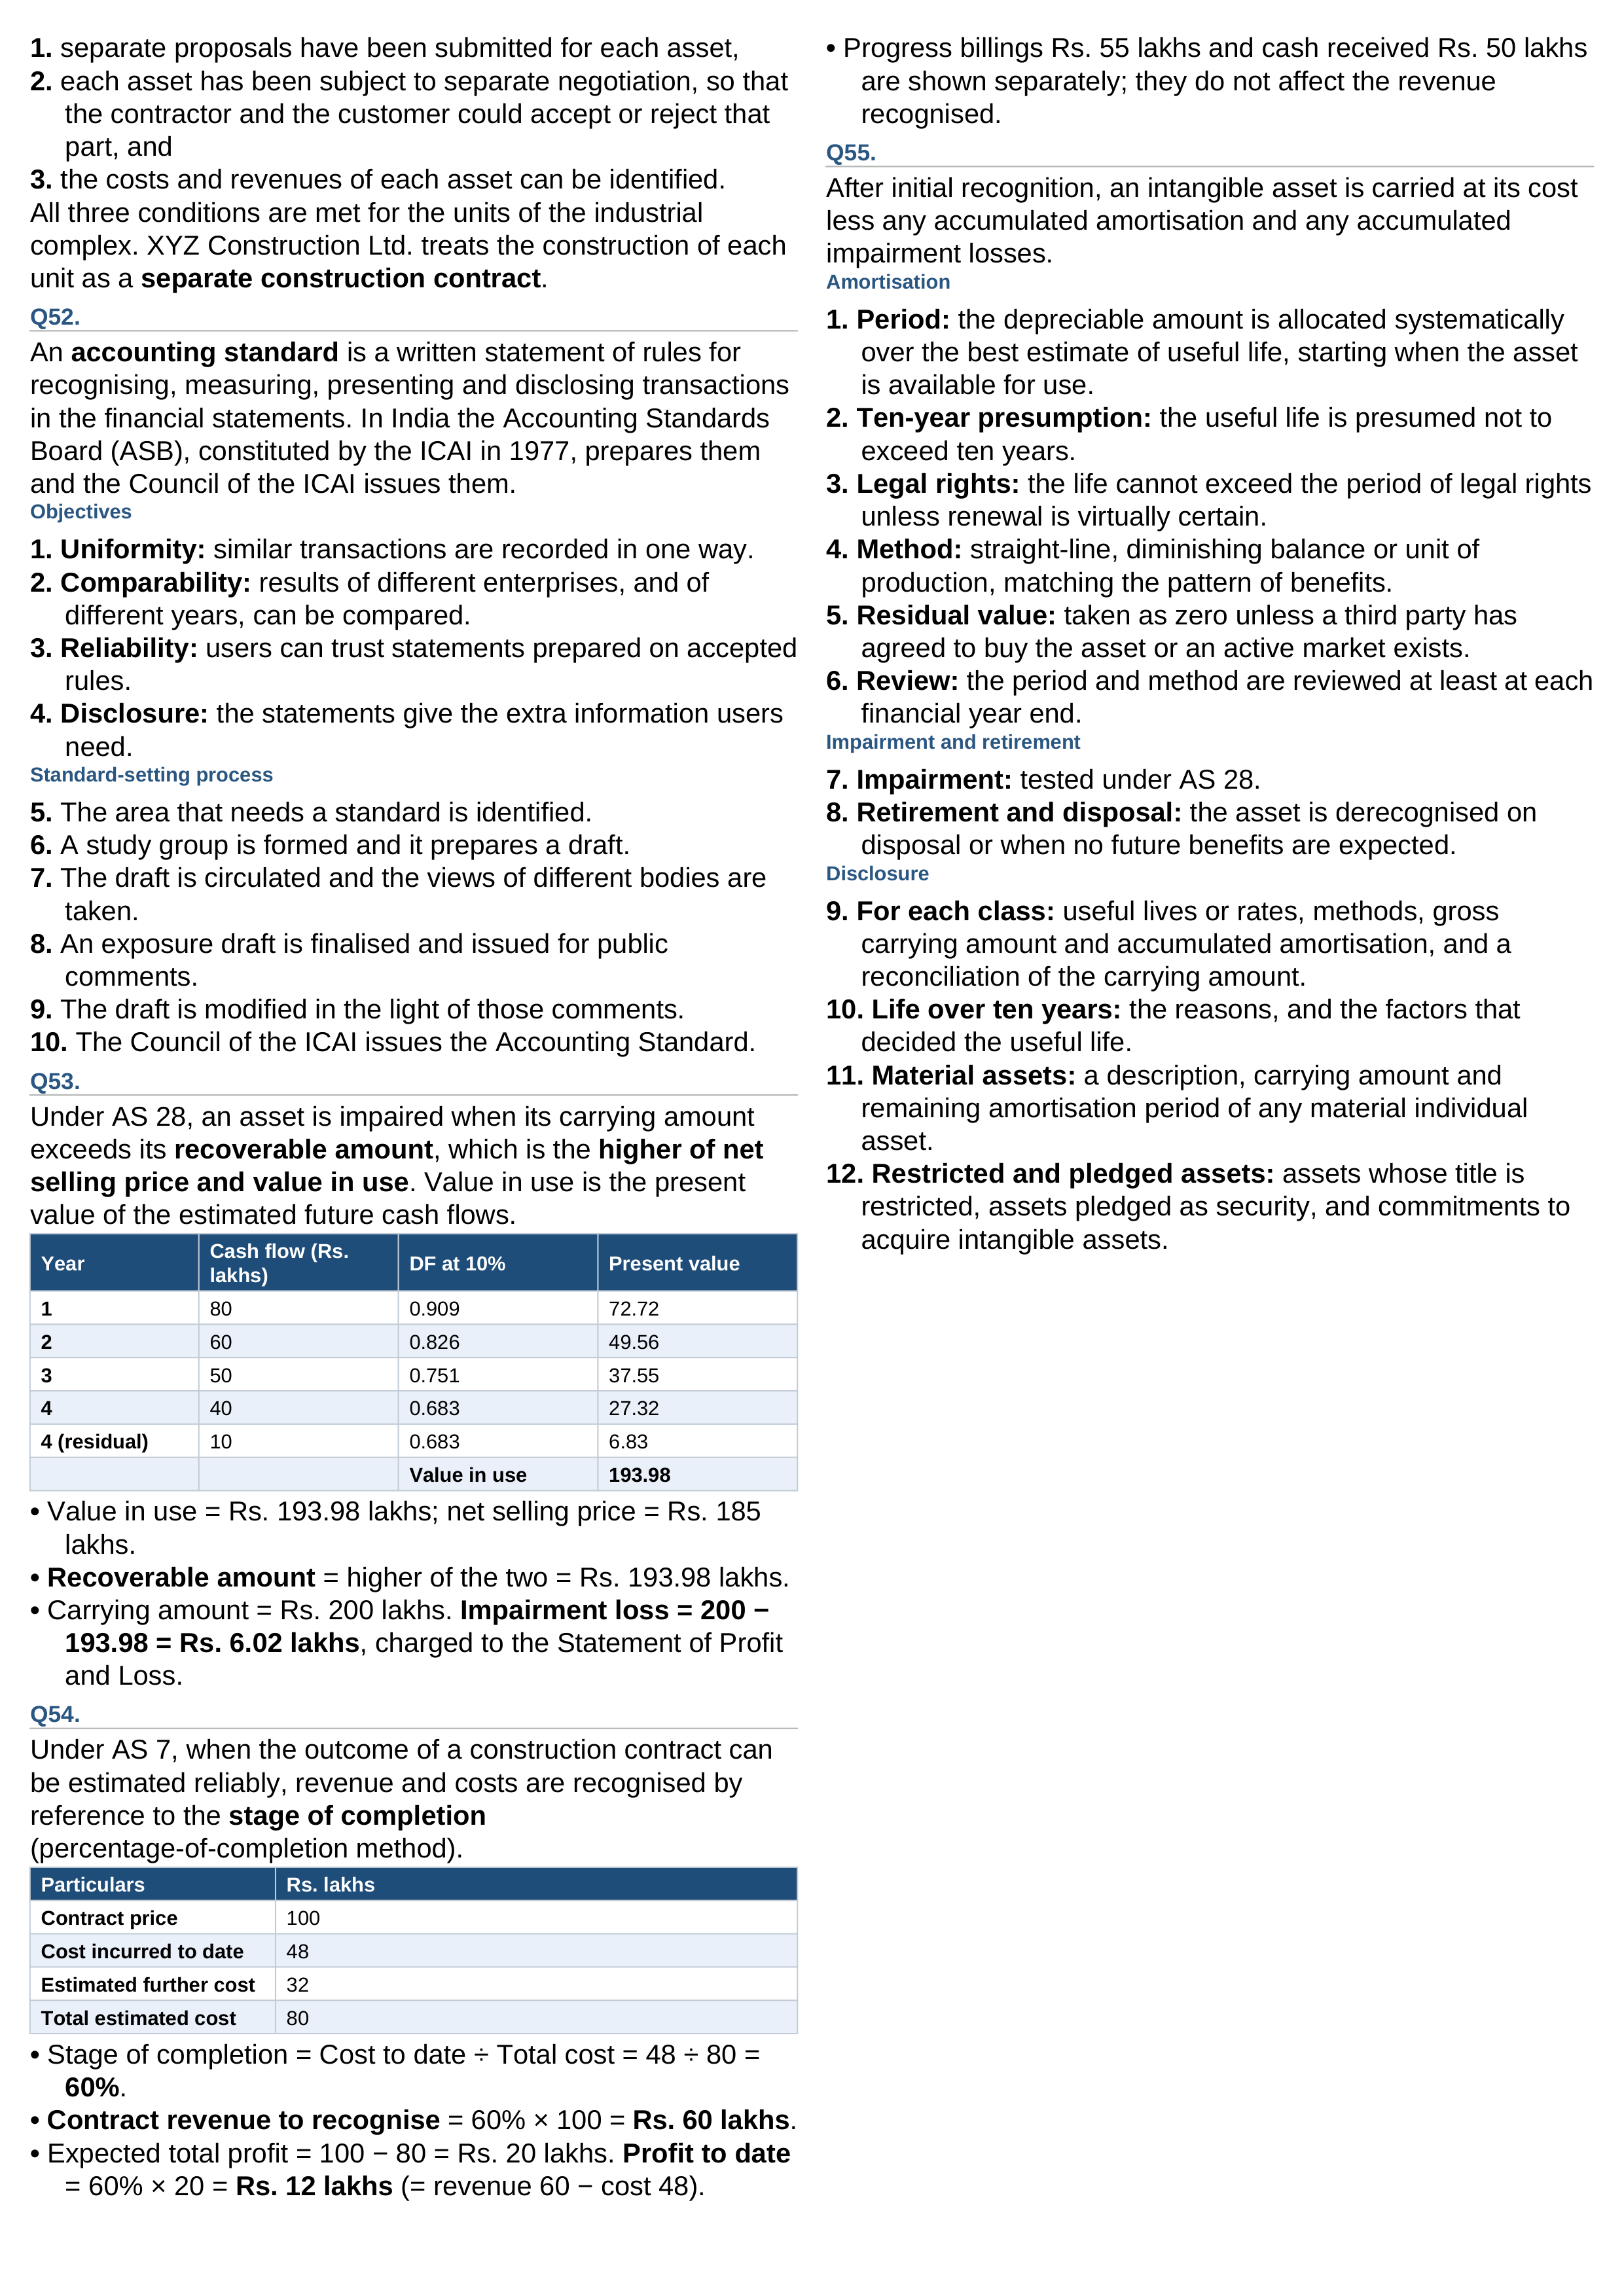 1. separate proposals have been submitted for each asset,
2. each asset has been subject to separate negotiation, so that
the contractor and the customer could accept or reject that
part, and
3. the costs and revenues of each asset can be identified.
All three conditions are met for the units of the industrial
complex. XYZ Construction Ltd. treats the construction of each
unit as a separate construction contract.
Q52.
An accounting standard is a written statement of rules for
recognising, measuring, presenting and disclosing transactions
in the financial statements. In India the Accounting Standards
Board (ASB), constituted by the ICAI in 1977, prepares them
and the Council of the ICAI issues them.
Objectives
1. Uniformity: similar transactions are recorded in one way.
2. Comparability: results of different enterprises, and of
different years, can be compared.
3. Reliability: users can trust statements prepared on accepted
rules.
4. Disclosure: the statements give the extra information users
need.
Standard-setting process
5. The area that needs a standard is identified.
6. A study group is formed and it prepares a draft.
7. The draft is circulated and the views of different bodies are
taken.
8. An exposure draft is finalised and issued for public
comments.
9. The draft is modified in the light of those comments.
10. The Council of the ICAI issues the Accounting Standard.
Q53.
Under AS 28, an asset is impaired when its carrying amount
exceeds its recoverable amount, which is the higher of net
selling price and value in use. Value in use is the present
value of the estimated future cash flows.
Year Cash flow (Rs. lakhs) DF at 10% Present value
1 80 0.909 72.72
2 60 0.826 49.56
3 50 0.751 37.55
4 40 0.683 27.32
4 (residual) 10 0.683 6.83
Value in use 193.98
• Value in use = Rs. 193.98 lakhs; net selling price = Rs. 185
lakhs.
• Recoverable amount = higher of the two = Rs. 193.98 lakhs.
• Carrying amount = Rs. 200 lakhs. Impairment loss = 200 −
193.98 = Rs. 6.02 lakhs, charged to the Statement of Profit
and Loss.
Q54.
Under AS 7, when the outcome of a construction contract can
be estimated reliably, revenue and costs are recognised by
reference to the stage of completion
(percentage-of-completion method).
Particulars Rs. lakhs
Contract price 100
Cost incurred to date 48
Estimated further cost 32
Total estimated cost 80
• Stage of completion = Cost to date ÷ Total cost = 48 ÷ 80 =
60%.
• Contract revenue to recognise = 60% × 100 = Rs. 60 lakhs.
• Expected total profit = 100 − 80 = Rs. 20 lakhs. Profit to date
= 60% × 20 = Rs. 12 lakhs (= revenue 60 − cost 48).
• Progress billings Rs. 55 lakhs and cash received Rs. 50 lakhs
are shown separately; they do not affect the revenue
recognised.
Q55.
After initial recognition, an intangible asset is carried at its cost
less any accumulated amortisation and any accumulated
impairment losses.
Amortisation
1. Period: the depreciable amount is allocated systematically
over the best estimate of useful life, starting when the asset
is available for use.
2. Ten-year presumption: the useful life is presumed not to
exceed ten years.
3. Legal rights: the life cannot exceed the period of legal rights
unless renewal is virtually certain.
4. Method: straight-line, diminishing balance or unit of
production, matching the pattern of benefits.
5. Residual value: taken as zero unless a third party has
agreed to buy the asset or an active market exists.
6. Review: the period and method are reviewed at least at each
financial year end.
Impairment and retirement
7. Impairment: tested under AS 28.
8. Retirement and disposal: the asset is derecognised on
disposal or when no future benefits are expected.
Disclosure
9. For each class: useful lives or rates, methods, gross
carrying amount and accumulated amortisation, and a
reconciliation of the carrying amount.
10. Life over ten years: the reasons, and the factors that
decided the useful life.
11. Material assets: a description, carrying amount and
remaining amortisation period of any material individual
asset.
12. Restricted and pledged assets: assets whose title is
restricted, assets pledged as security, and commitments to
acquire intangible assets.